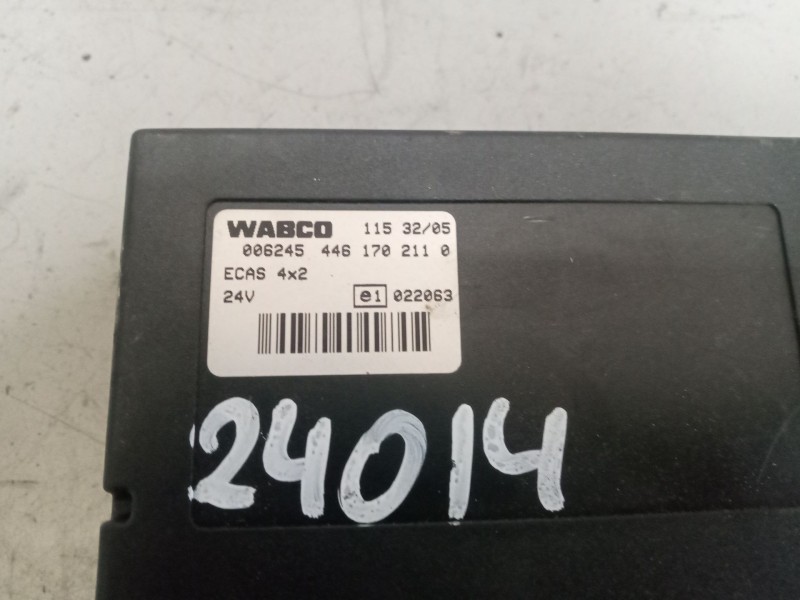 WABCO 115 32/05
006245 446 170 211 0
ECAS 4x2
24V e1 022063
24014